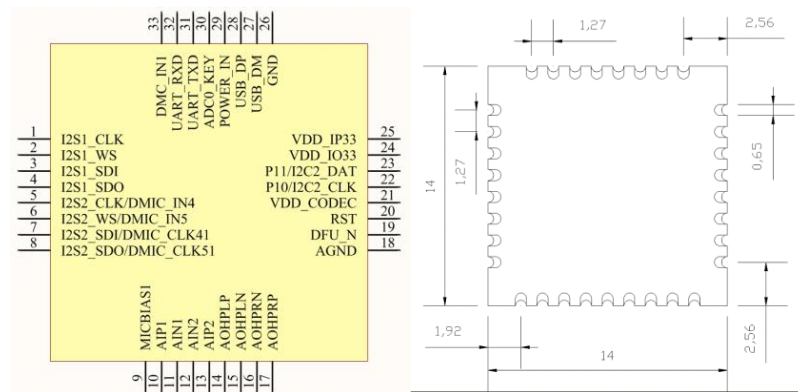 33 32 31 30 29 28 27 26
DMC_IN1
UART_RXD
UART_TXD
ADC0_KEY
POWER_IN
USB_DP
USB_DM
GND
1 I2S1_CLK
2 I2S1_WS
3 I2S1_SDI
4 I2S1_SDO
5 I2S2_CLK/DMIC_IN4
6 I2S2_WS/DMIC_IN5
7 I2S2_SDI/DMIC_CLK41
8 I2S2_SDO/DMIC_CLK51
VDD_IP33 25
VDD_IO33 24
P11/I2C2_DAT 23
P10/I2C2_CLK 22
VDD_CODEC 21
RST 20
DFU_N 19
AGND 18
MICBIAS1
AIP1
AIN1
AIN2
AIP2
AOHPLP
AOHPLN
AOHPRN
AOHPRP
9 10 11 12 13 14 15 16 17
1,27
2,56
1,27
0,65
14
1,92
14
2,56